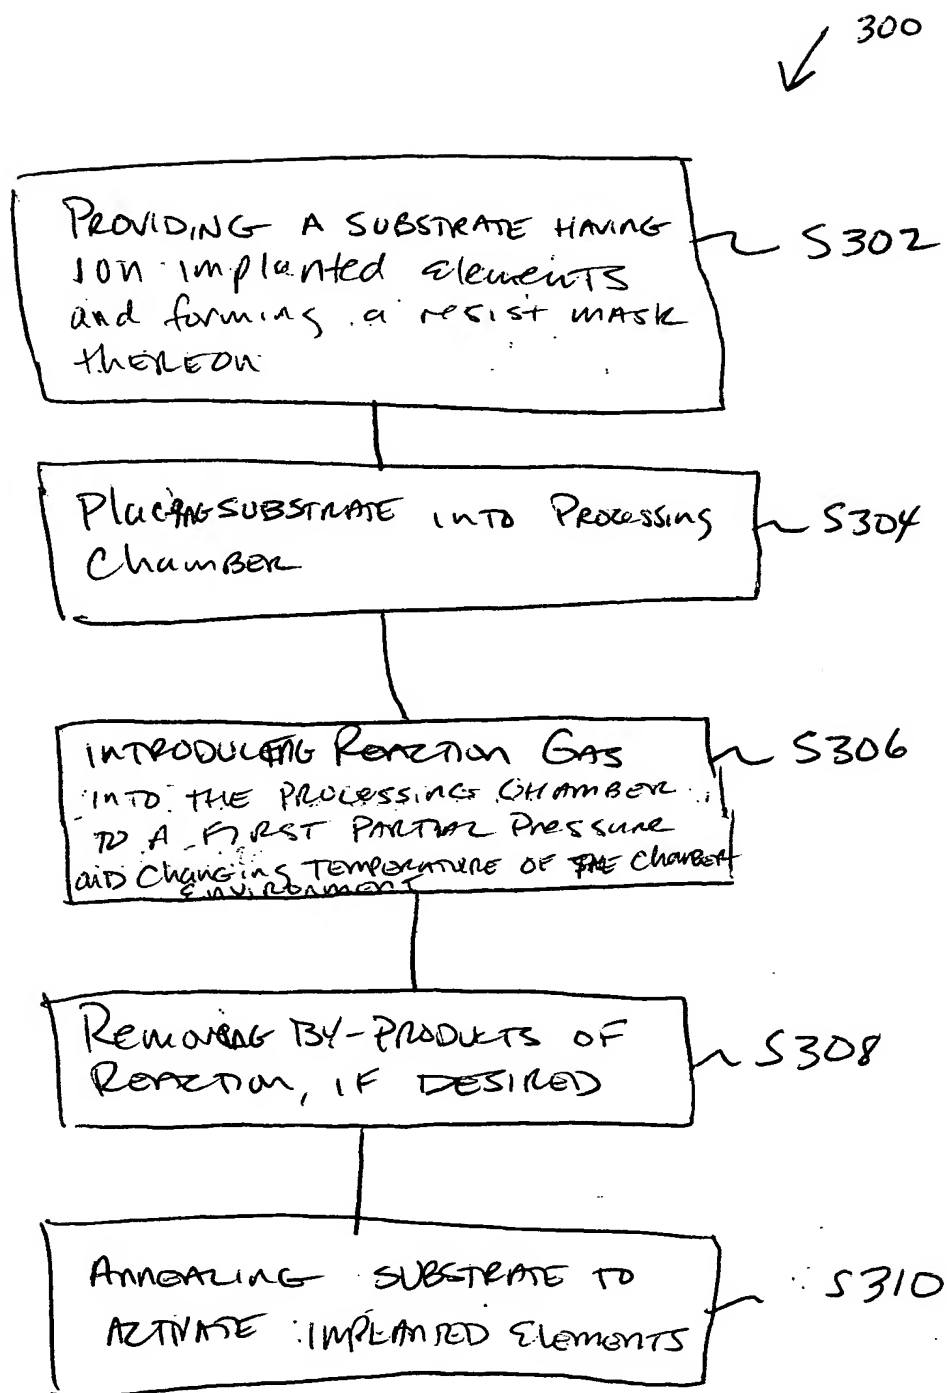 300
PROVIDING A SUBSTRATE HAVING
ION implanted Elements
and forming a resist mask
thereon
S302
Placing SUBSTRATE INTO Processing
Chamber
S304
INTRODUCING REACTION GAS
INTO THE PROCESSING CHAMBER
TO A FIRST PARTIAL Pressure
AND Changing TEMPERATURE OF THE Chamber
ENVIRONMENT
S306
Removing BY-PRODUCTS OF
REACTION, IF DESIRED
S308
ANNEALING SUBSTRATE TO
ACTIVATE IMPLANTED Elements
S310